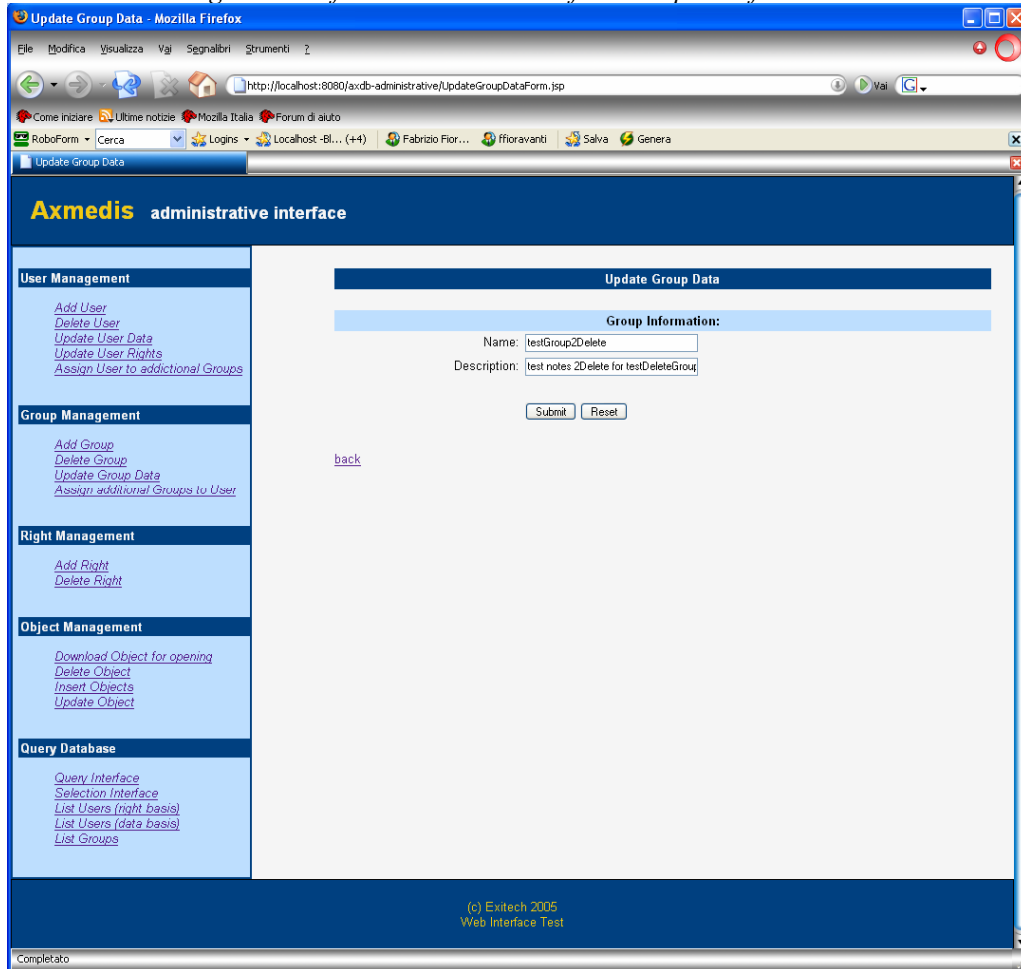 Update Group Data - Mozilla Firefox
File Modifica Visualizza Vai Segnalibri Strumenti ?
http://localhost:8080/axdb-administrative/UpdateGroupDataForm.jsp Vai G
Come iniziare Ultime notizie Mozilla Italia Forum di aiuto
RoboForm Cerca Logins Localhost -Bl... (+4) Fabrizio Fior... ffioravanti Salva Genera
Update Group Data
Axmedis administrative interface
User Management
Add User
Delete User
Update User Data
Update User Rights
Assign User to addictional Groups
Group Management
Add Group
Delete Group
Update Group Data
Assign additional Groups to User
Right Management
Add Right
Delete Right
Object Management
Download Object for opening
Delete Object
Insert Objects
Update Object
Query Database
Query Interface
Selection Interface
List Users (right basis)
List Users (data basis)
List Groups
Update Group Data
Group Information:
Name: testGroup2Delete
Description: test notes 2Delete for testDeleteGroup
Submit Reset
back
(c) Exitech 2005
Web Interface Test
Completato